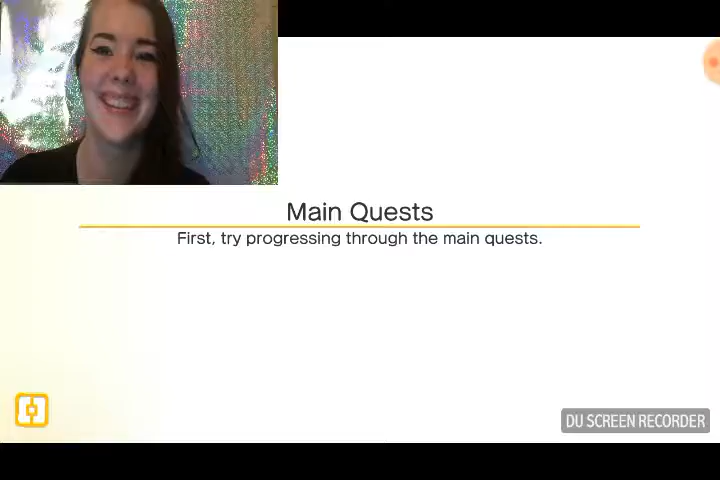 Main Quests
First, try progressing through the main quests.
DU SCREEN RECORDER